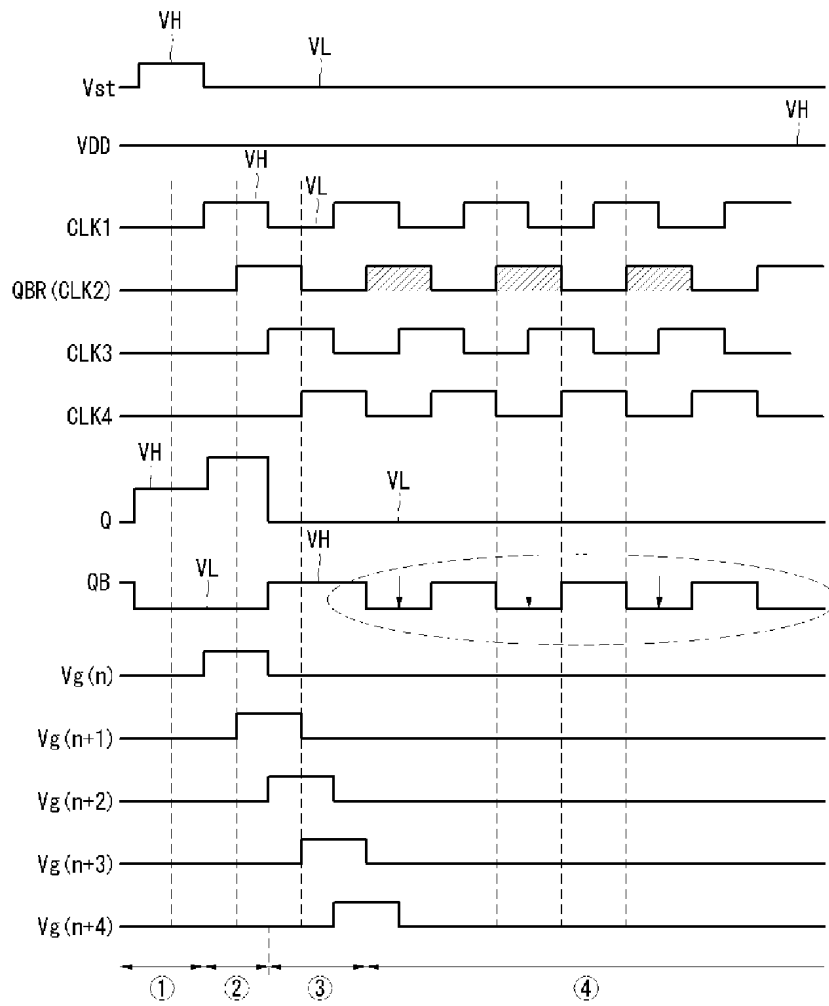 VH
VL
Vst
VH
VDD
VH
VL
CLK1
QBR(CLK2)
CLK3
CLK4
VH
VL
Q
VH
QB
VL
Vg(n)
Vg(n+1)
Vg(n+2)
Vg(n+3)
Vg(n+4)
① ② ③ ④